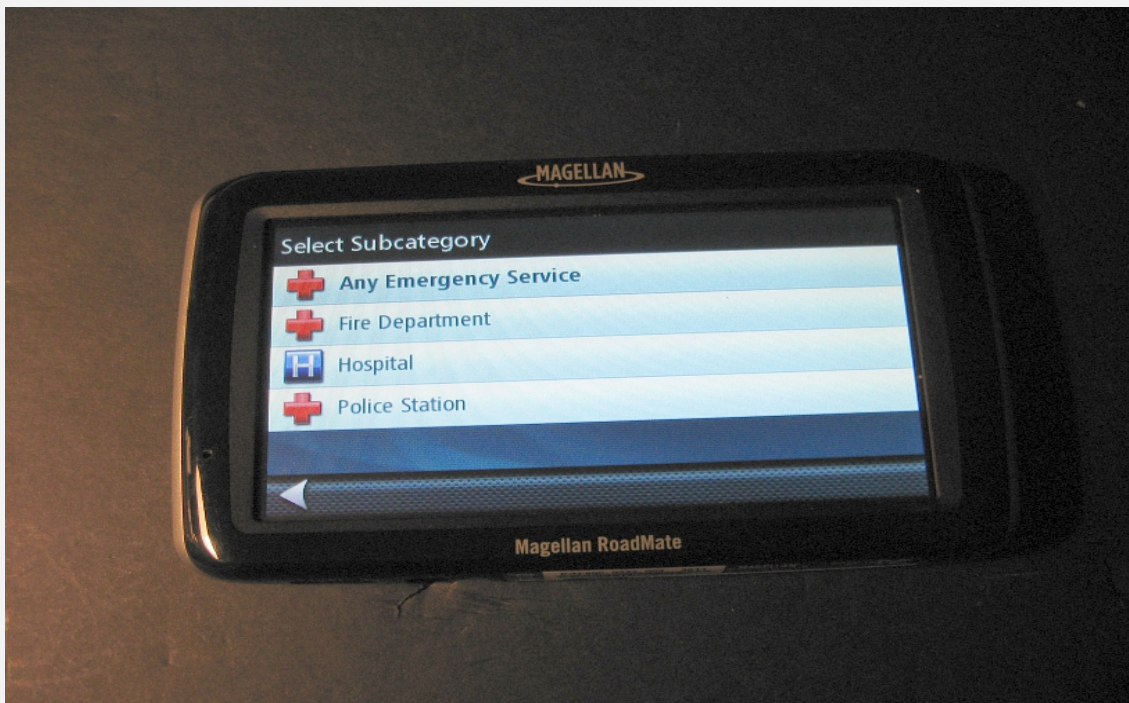 MAGELLAN
Select Subcategory
Any Emergency Service
Fire Department
H Hospital
Police Station
Magellan RoadMate